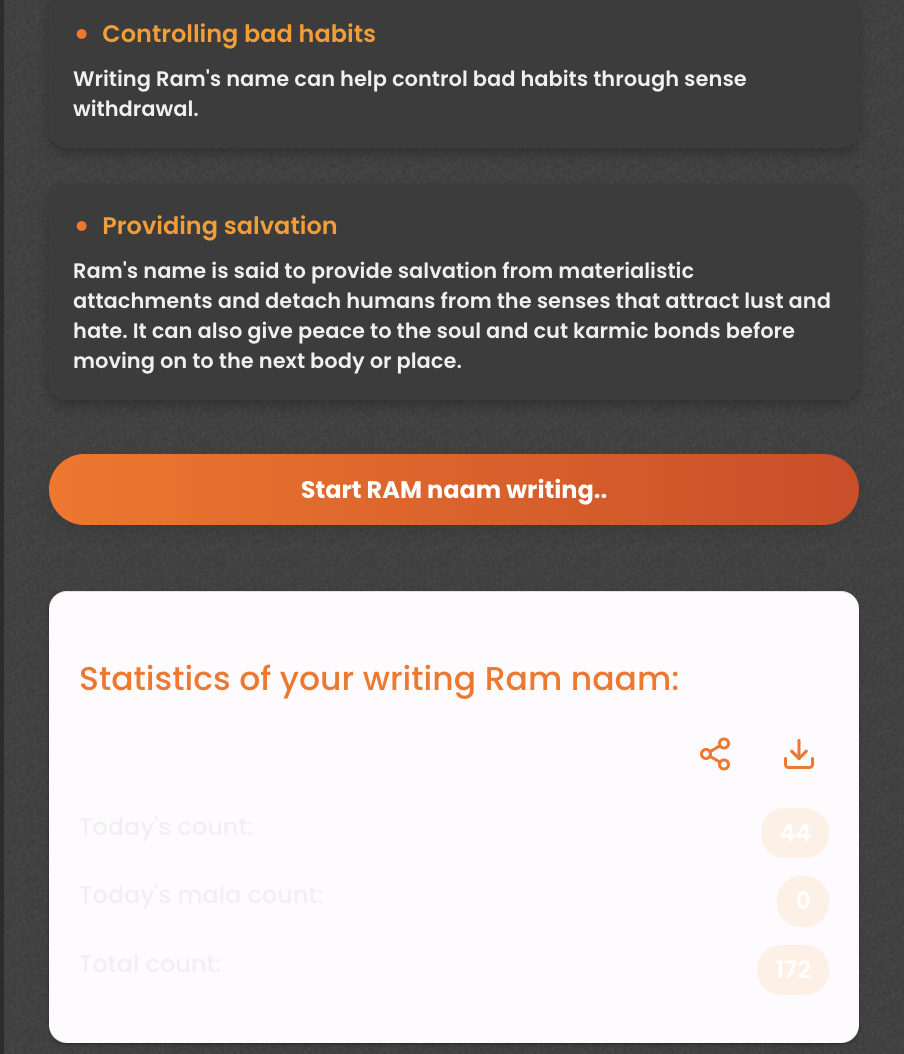 Controlling bad habits
Writing Ram's name can help control bad habits through sense
withdrawal.
Providing salvation
Ram's name is said to provide salvation from materialistic
attachments and detach humans from the senses that attract lust and
hate. It can also give peace to the soul and cut karmic bonds before
moving on to the next body or place.
Start RAM naam writing..
Statistics of your writing Ram naam:
Today's count: 44
Today's mala count: 0
Total count: 172